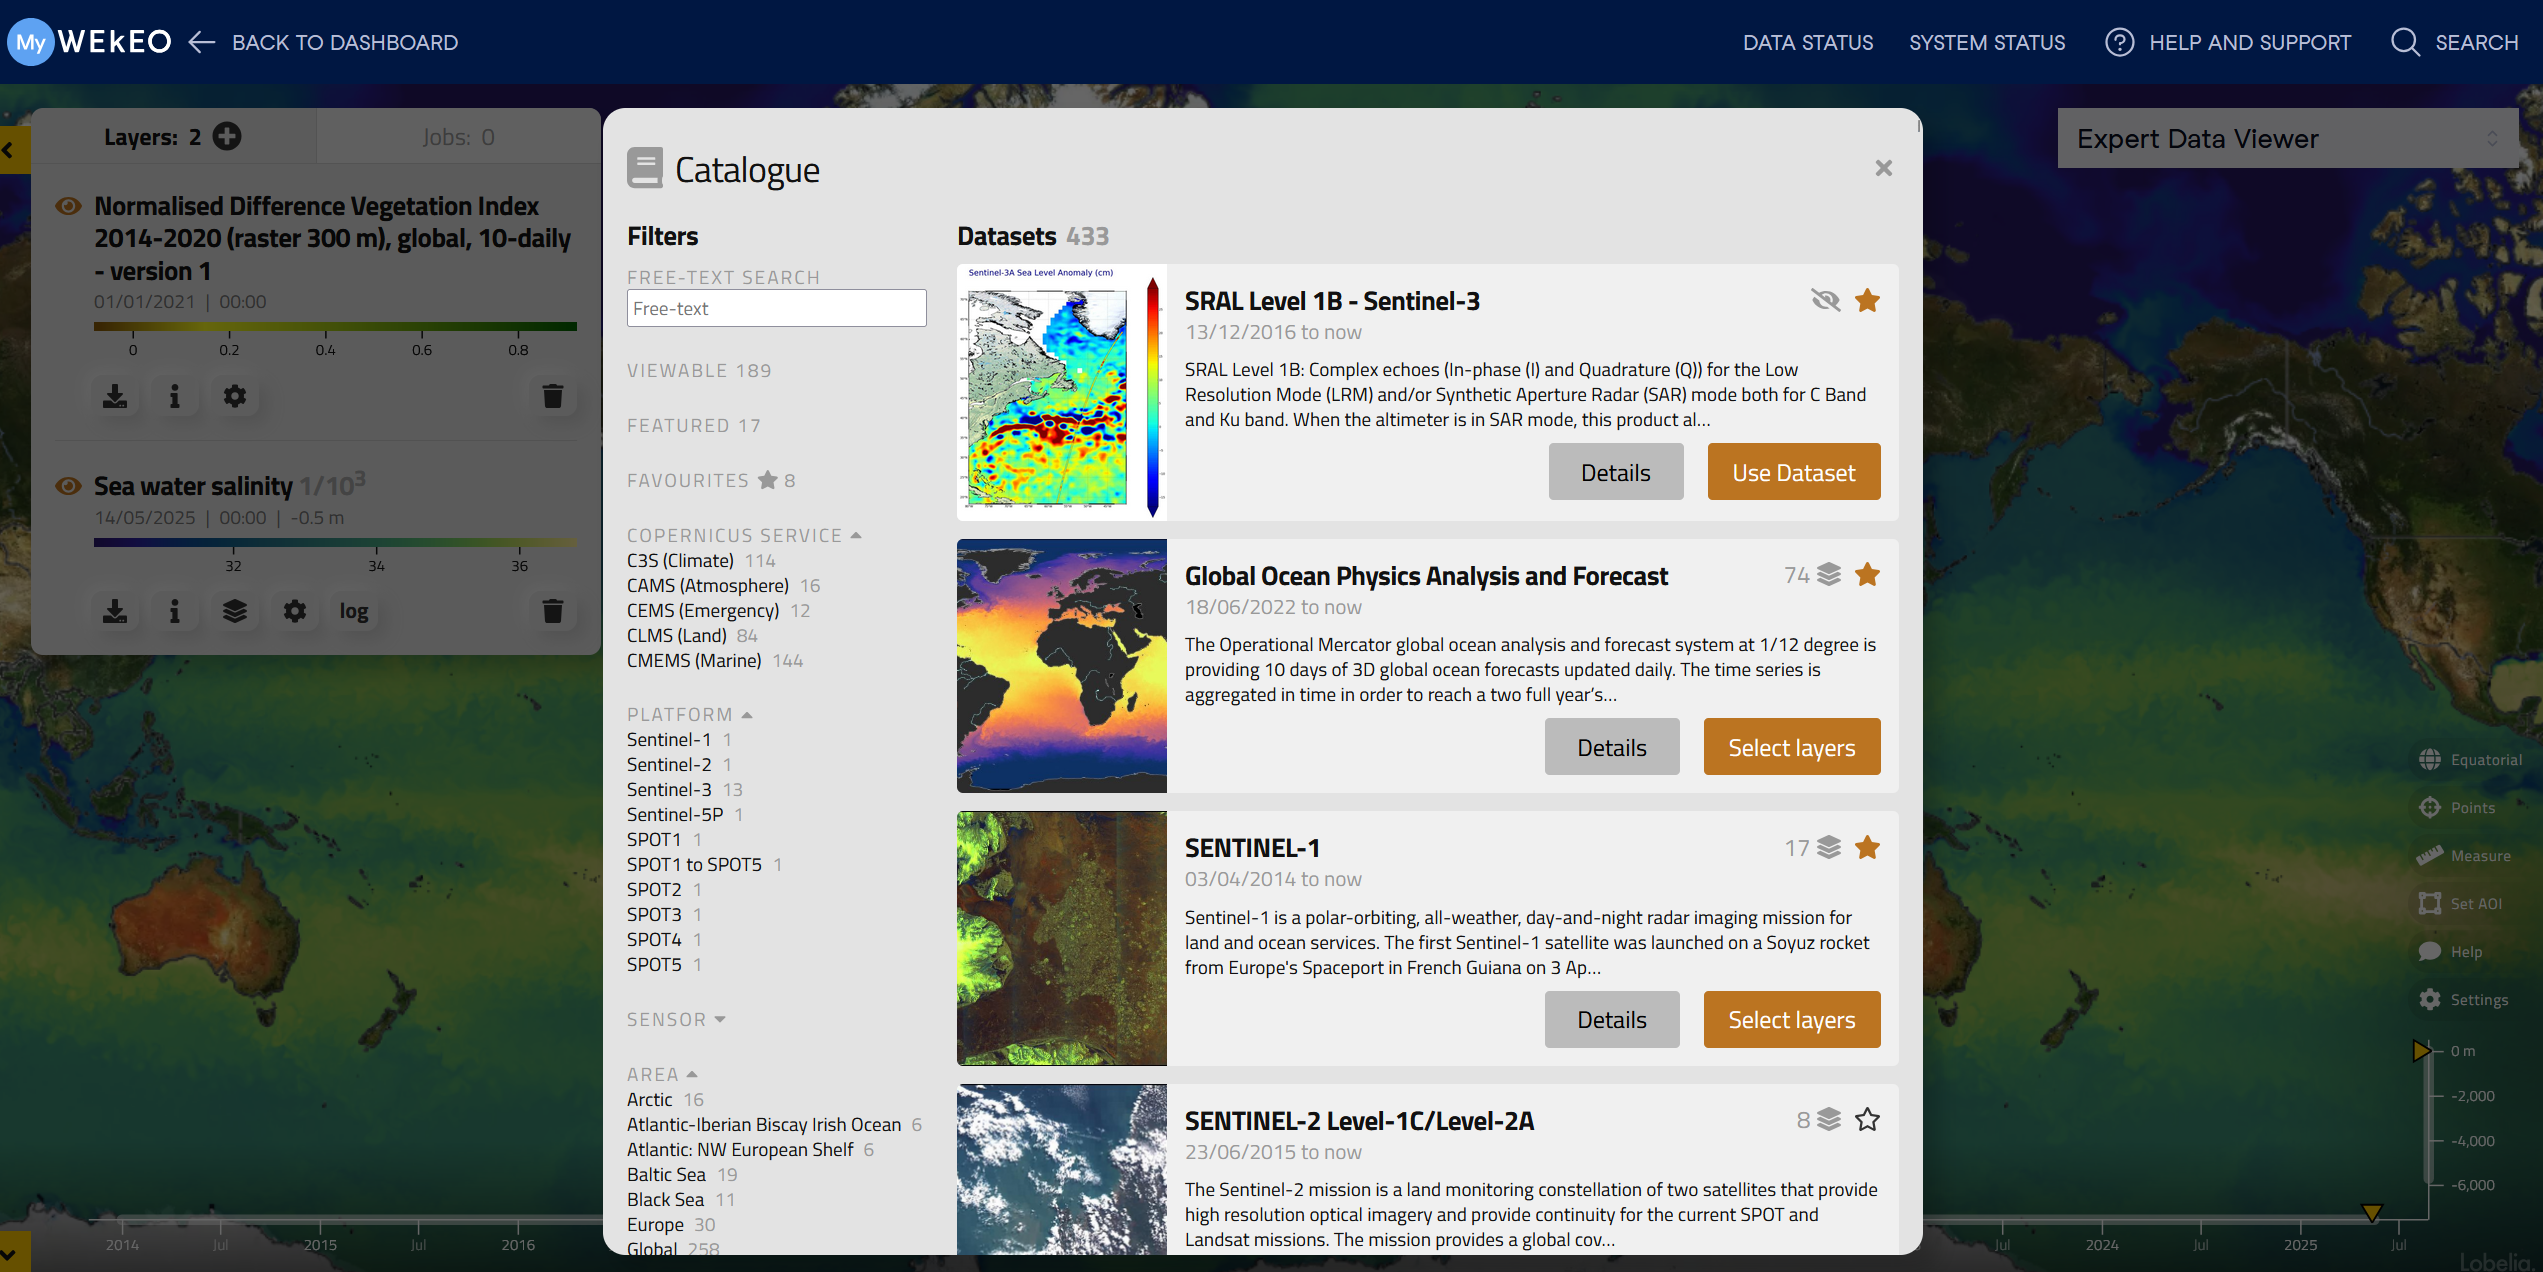 My WEkEO BACK TO DASHBOARD
DATA STATUS SYSTEM STATUS HELP AND SUPPORT SEARCH
Layers: 2
Jobs: 0
Normalised Difference Vegetation Index
2014-2020 (raster 300 m), global, 10-daily
- version 1
01/01/2021 | 00:00
0 0.2 0.4 0.6 0.8
Sea water salinity 1/10³
14/05/2025 | 00:00 | -0.5 m
32 34 36
log
Catalogue
Filters
FREE-TEXT SEARCH
Free-text
VIEWABLE 189
FEATURED 17
FAVOURITES 8
COPERNICUS SERVICE
C3S (Climate) 114
CAMS (Atmosphere) 16
CEMS (Emergency) 12
CLMS (Land) 84
CMEMS (Marine) 144
PLATFORM
Sentinel-1 1
Sentinel-2 1
Sentinel-3 13
Sentinel-5P 1
SPOT1 1
SPOT1 to SPOT5 1
SPOT2 1
SPOT3 1
SPOT4 1
SPOT5 1
SENSOR
AREA
Arctic 16
Atlantic-Iberian Biscay Irish Ocean 6
Atlantic: NW European Shelf 6
Baltic Sea 19
Black Sea 11
Europe 30
Global 258
Datasets 433
Sentinel-3A Sea Level Anomaly (cm)
SRAL Level 1B - Sentinel-3
13/12/2016 to now
SRAL Level 1B: Complex echoes (In-phase (I) and Quadrature (Q)) for the Low
Resolution Mode (LRM) and/or Synthetic Aperture Radar (SAR) mode both for C Band
and Ku band. When the altimeter is in SAR mode, this product al...
Details Use Dataset
Global Ocean Physics Analysis and Forecast
74
18/06/2022 to now
The Operational Mercator global ocean analysis and forecast system at 1/12 degree is
providing 10 days of 3D global ocean forecasts updated daily. The time series is
aggregated in time in order to reach a two full year's...
Details Select layers
SENTINEL-1
17
03/04/2014 to now
Sentinel-1 is a polar-orbiting, all-weather, day-and-night radar imaging mission for
land and ocean services. The first Sentinel-1 satellite was launched on a Soyuz rocket
from Europe's Spaceport in French Guiana on 3 Ap...
Details Select layers
SENTINEL-2 Level-1C/Level-2A
8
23/06/2015 to now
The Sentinel-2 mission is a land monitoring constellation of two satellites that provide
high resolution optical imagery and provide continuity for the current SPOT and
Landsat missions. The mission provides a global cov...
Expert Data Viewer
Equatorial
Points
Measure
Set AOI
Help
Settings
0 m
-2,000
-4,000
-6,000
2014 Jul 2015 Jul 2016
Jul 2024 Jul 2025 Jul
Lobelia.